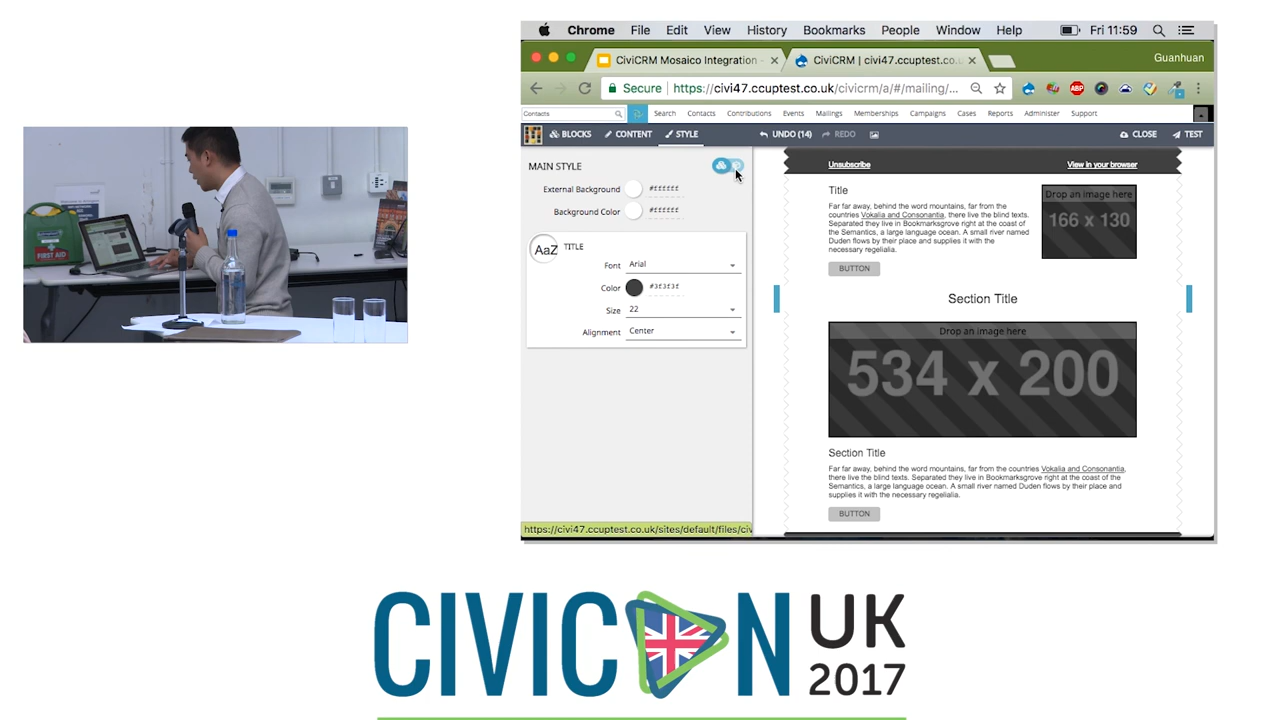 FIRST AID
Chrome File Edit View History Bookmarks People Window Help Fri 11:59
CiviCRM Mosaico Integration - CiviCRM | civi47.ccuptest.co.u Guanhuan
Secure https://civi47.ccuptest.co.uk/civicrm/a/#/mailing/...
ABP
Contacts Search Contacts Contributions Events Mailings Memberships Campaigns Cases Reports Administer Support
BLOCKS CONTENT STYLE UNDO (14) REDO CLOSE TEST
MAIN STYLE
External Background #ffffff
Background Color #ffffff
AaZ TITLE
Font Arial
Color #3f3f3f
Size 22
Alignment Center
https://civi47.ccuptest.co.uk/sites/default/files/civ
Unsubscribe View in your browser
Title
Far far away, behind the word mountains, far from the
countries Vokalia and Consonantia, there live the blind texts.
Separated they live in Bookmarksgrove right at the coast of
the Semantics, a large language ocean. A small river named
Duden flows by their place and supplies it with the
necessary regelialia.
BUTTON
Drop an image here
166 x 130
Section Title
Drop an image here
534 x 200
Section Title
Far far away, behind the word mountains, far from the countries Vokalia and Consonantia,
there live the blind texts. Separated they live in Bookmarksgrove right at the coast of the
Semantics, a large language ocean. A small river named Duden flows by their place and
supplies it with the necessary regelialia.
BUTTON
CIVICON UK
2017